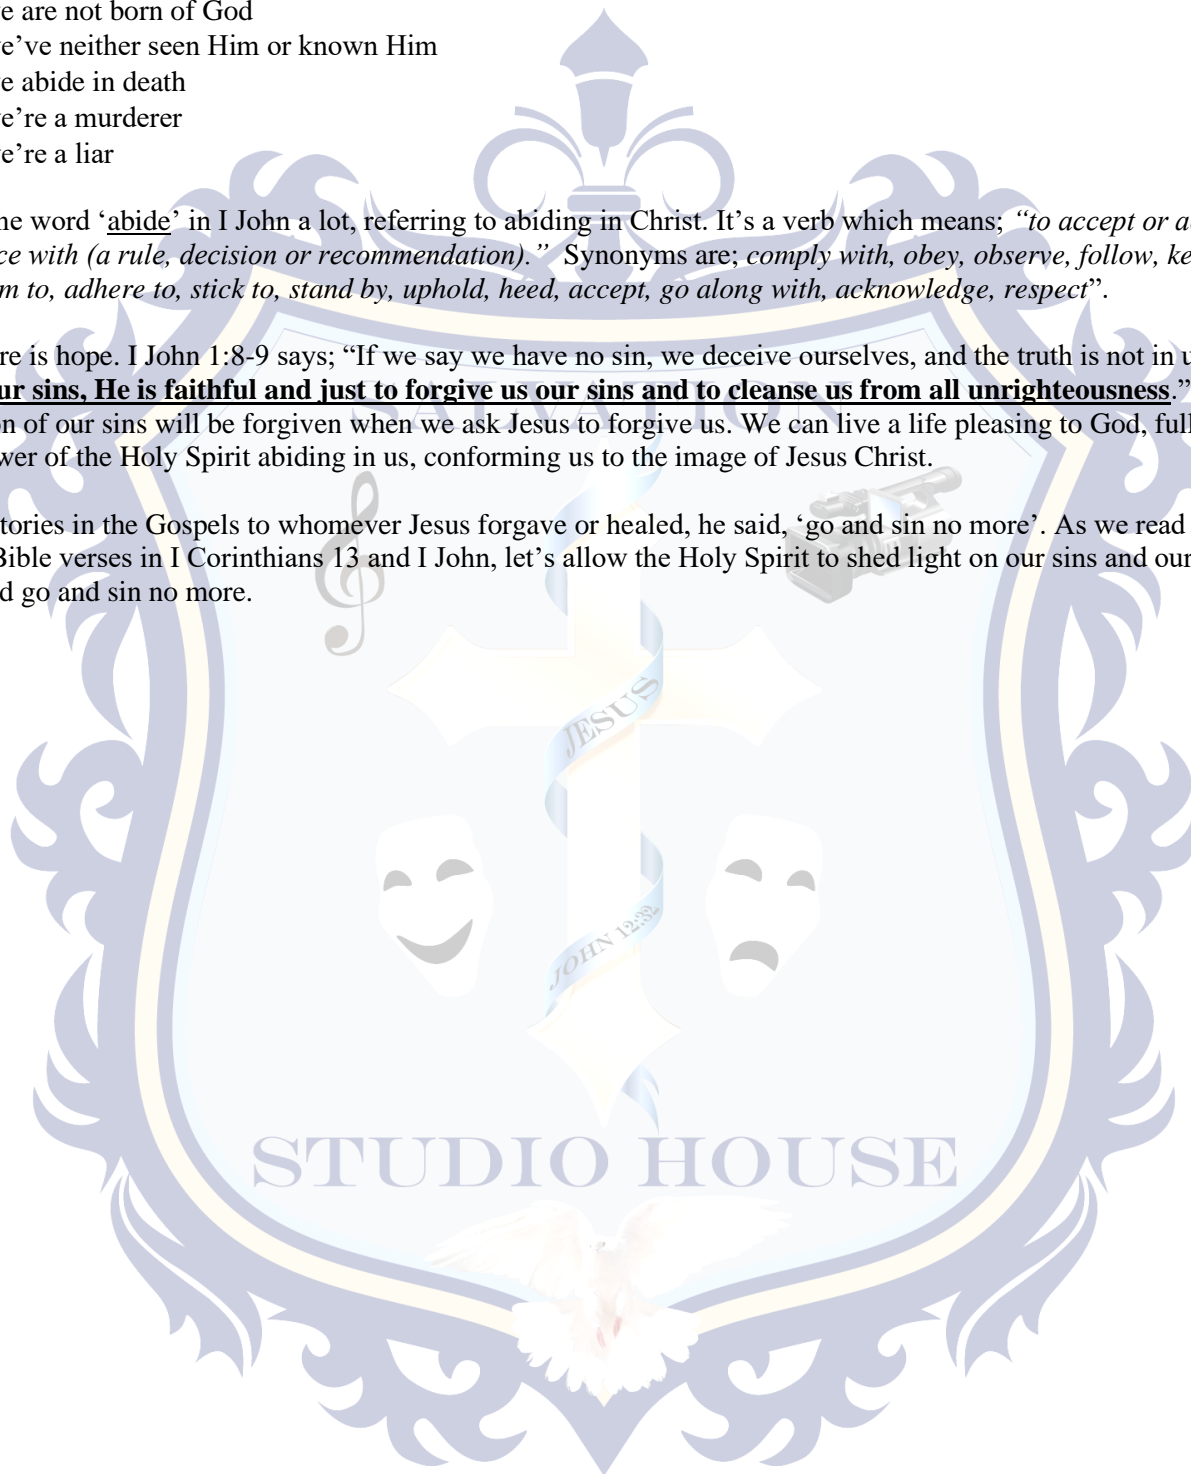 e are not born of God
e’ve neither seen Him or known Him
e abide in death
e’re a murderer
e’re a liar
he word ‘abide’ in I John a lot, referring to abiding in Christ. It’s a verb which means; “to accept or a
ce with (a rule, decision or recommendation).” Synonyms are; comply with, obey, observe, follow, ke
m to, adhere to, stick to, stand by, uphold, heed, accept, go along with, acknowledge, respect”.
re is hope. I John 1:8-9 says; “If we say we have no sin, we deceive ourselves, and the truth is not in u
ur sins, He is faithful and just to forgive us our sins and to cleanse us from all unrighteousness.”
on of our sins will be forgiven when we ask Jesus to forgive us. We can live a life pleasing to God, full
wer of the Holy Spirit abiding in us, conforming us to the image of Jesus Christ.
tories in the Gospels to whomever Jesus forgave or healed, he said, ‘go and sin no more’. As we read
Bible verses in I Corinthians 13 and I John, let’s allow the Holy Spirit to shed light on our sins and our
d go and sin no more.
SALVATION
JESUS
JOHN 12:32
STUDIO HOUSE